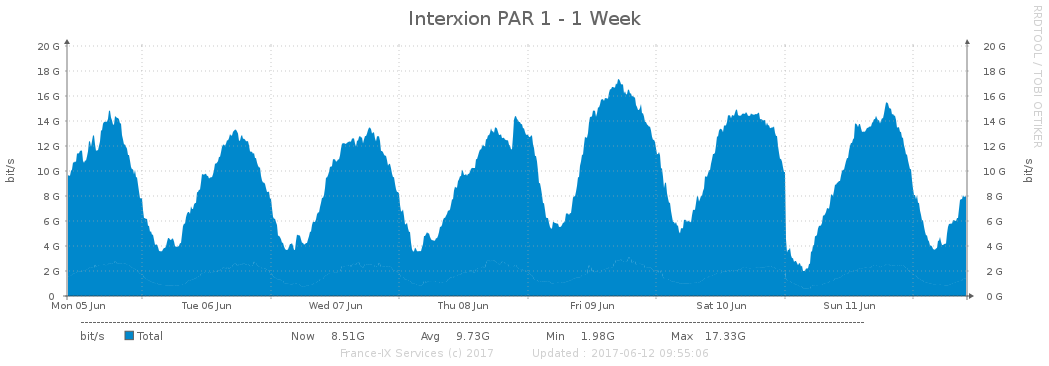 Interxion PAR 1 - 1 Week
RRDTOOL / TOBI OETIKER
20 G 20 G
18 G 18 G
16 G 16 G
14 G 14 G
12 G 12 G
10 G 10 G
8 G 8 G
6 G 6 G
4 G 4 G
2 G 2 G
0 0 G
bit/s
bit/s
Mon 05 Jun Tue 06 Jun Wed 07 Jun Thu 08 Jun Fri 09 Jun Sat 10 Jun Sun 11 Jun
bit/s Total Now 8.51G Avg 9.73G Min 1.98G Max 17.33G
France-IX Services (c) 2017 Updated : 2017-06-12 09:55:06